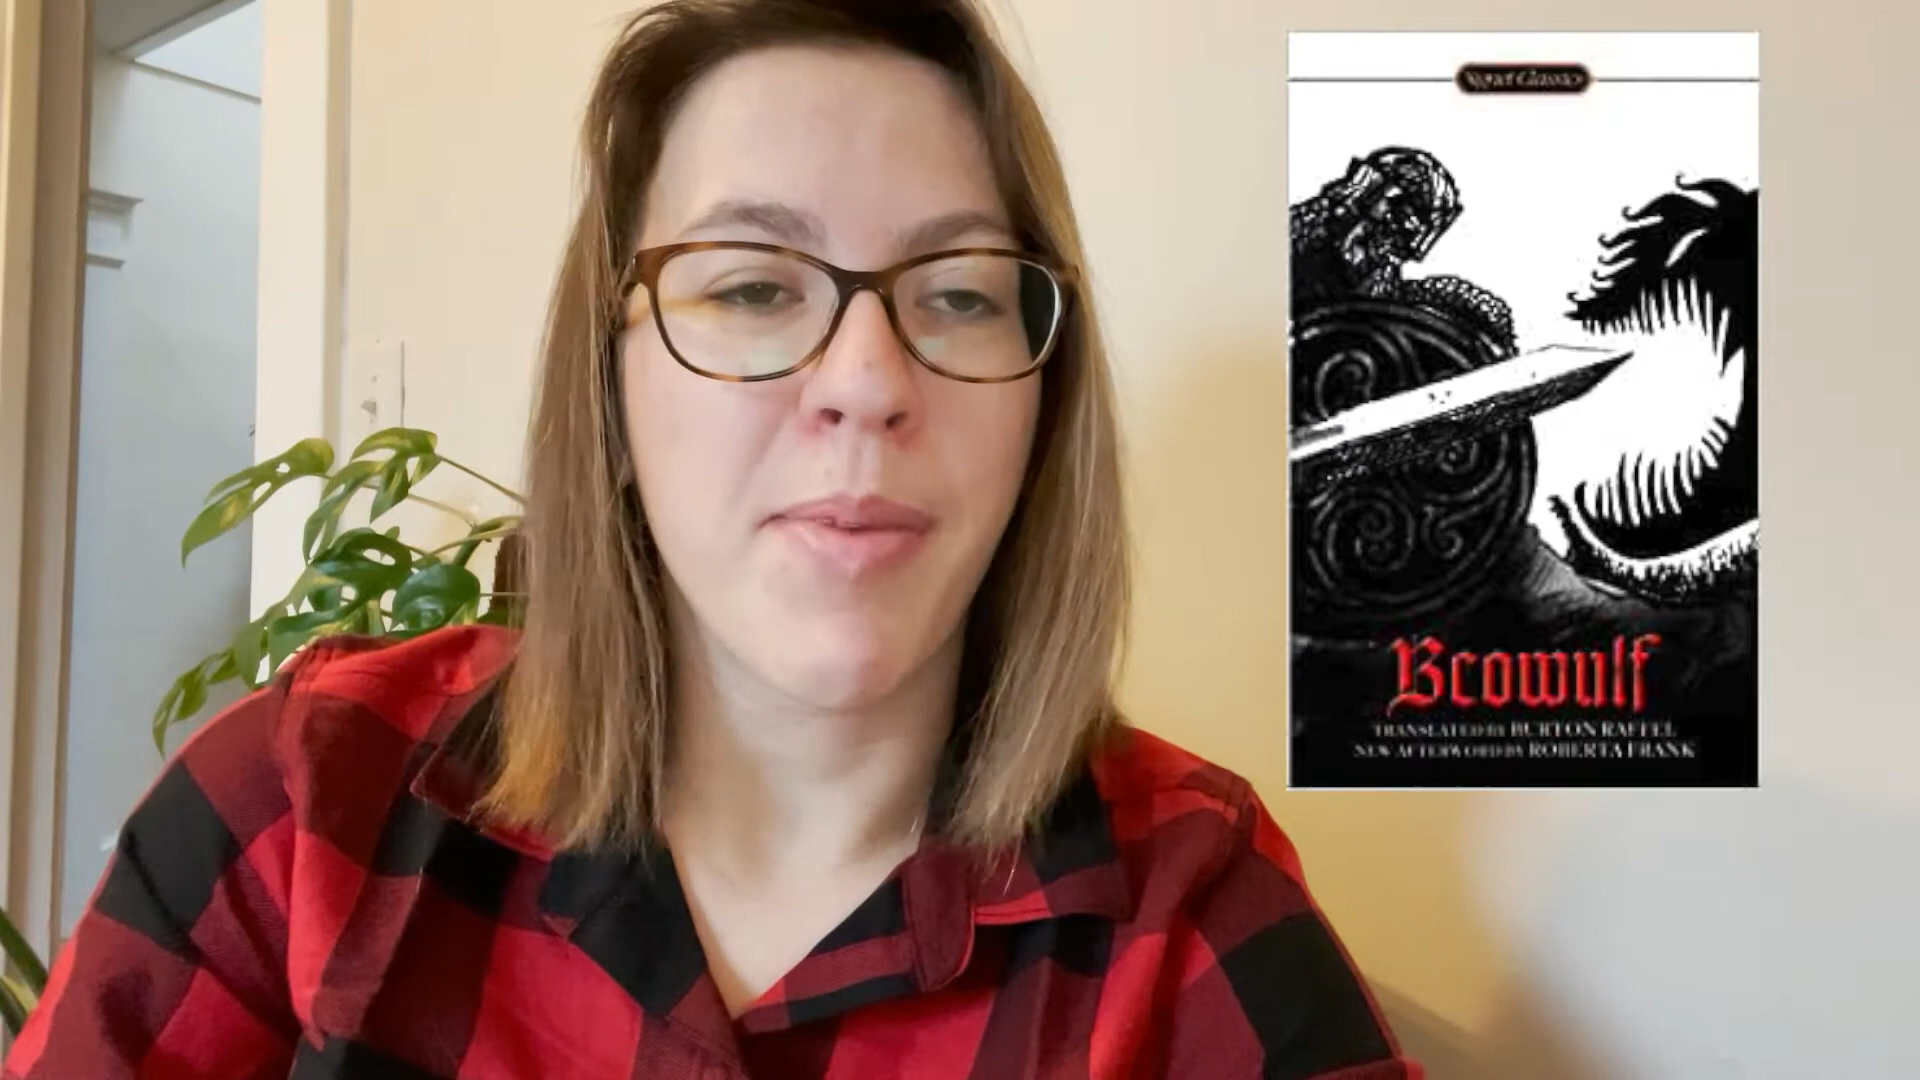 Signet Classics
Beowulf
TRANSLATED BY BURTON RAFFEL
NEW AFTERWORD BY ROBERTA FRANK